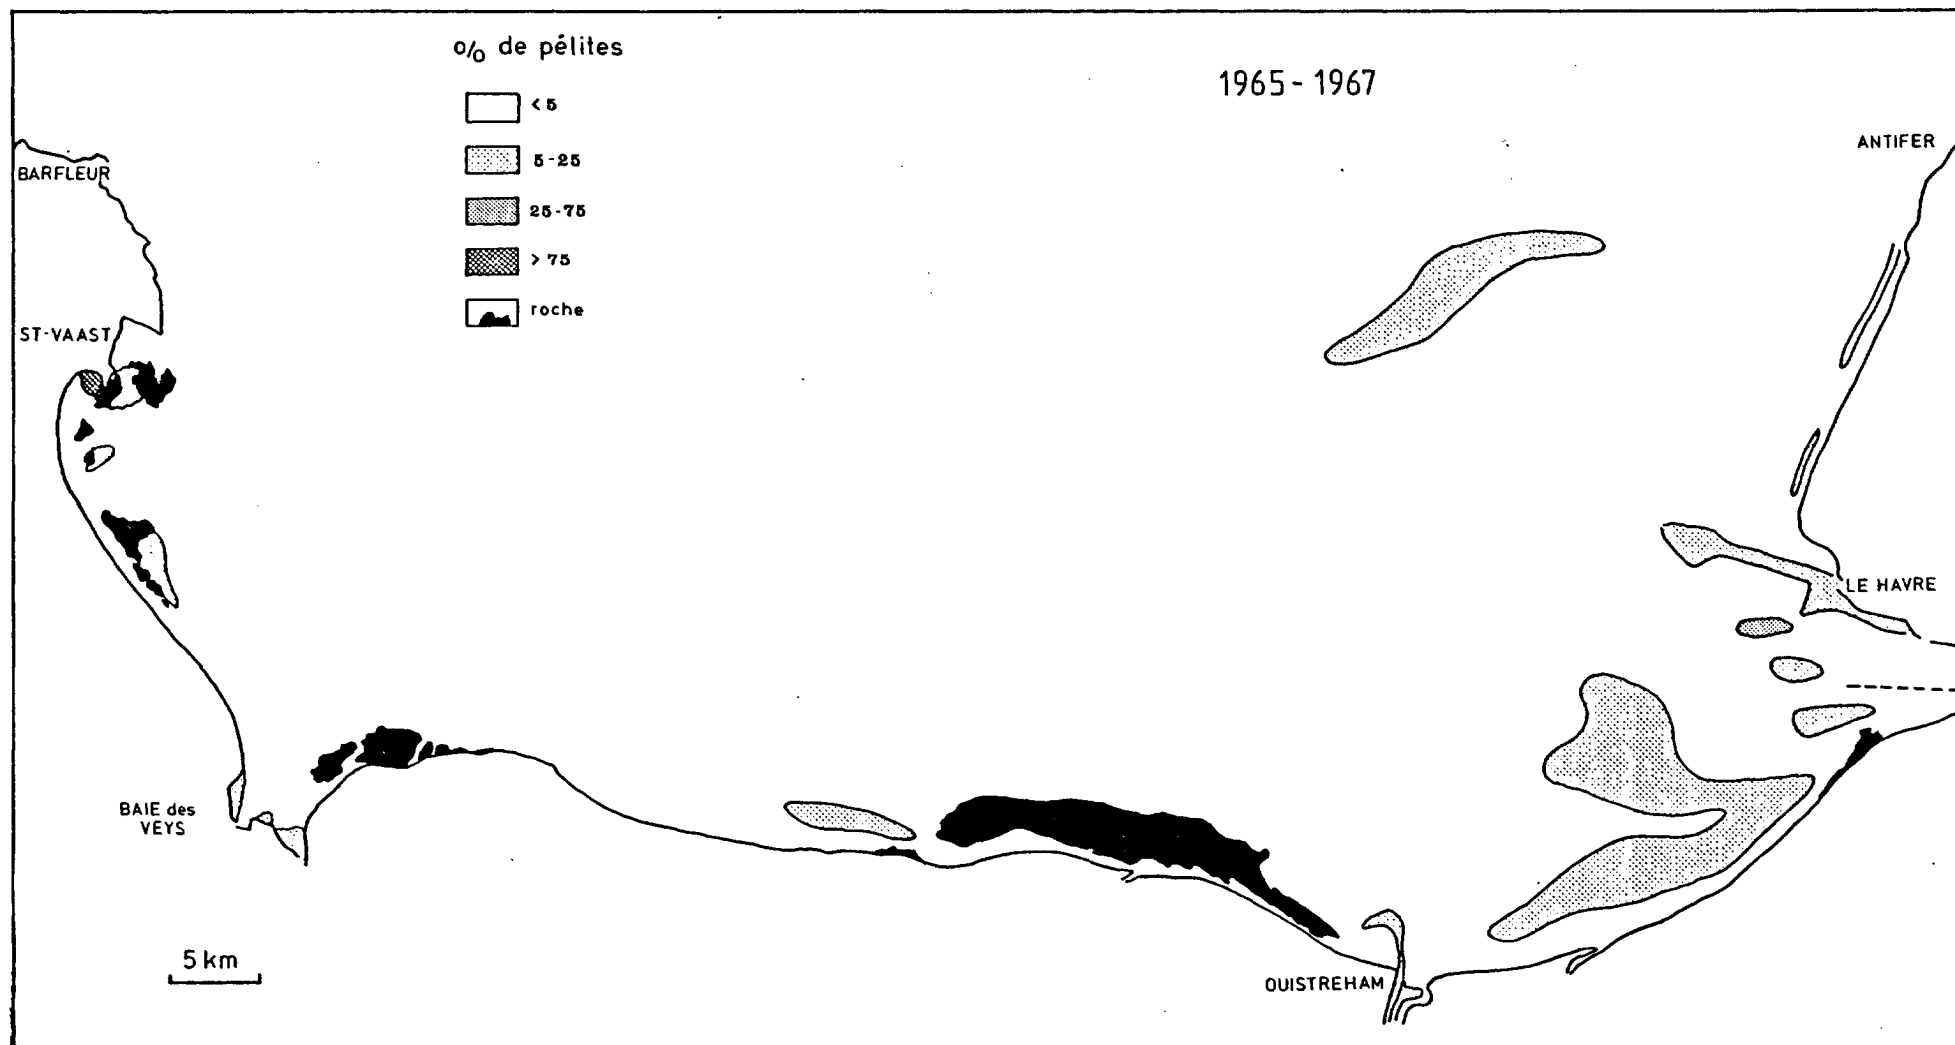 % de pélites
< 5
5-25
25-75
> 75
roche
1965-1967
ANTIFER
BARFLEUR
ST-VAAST
LE HAVRE
BAIE des
VEYS
5 km
OUISTREHAM